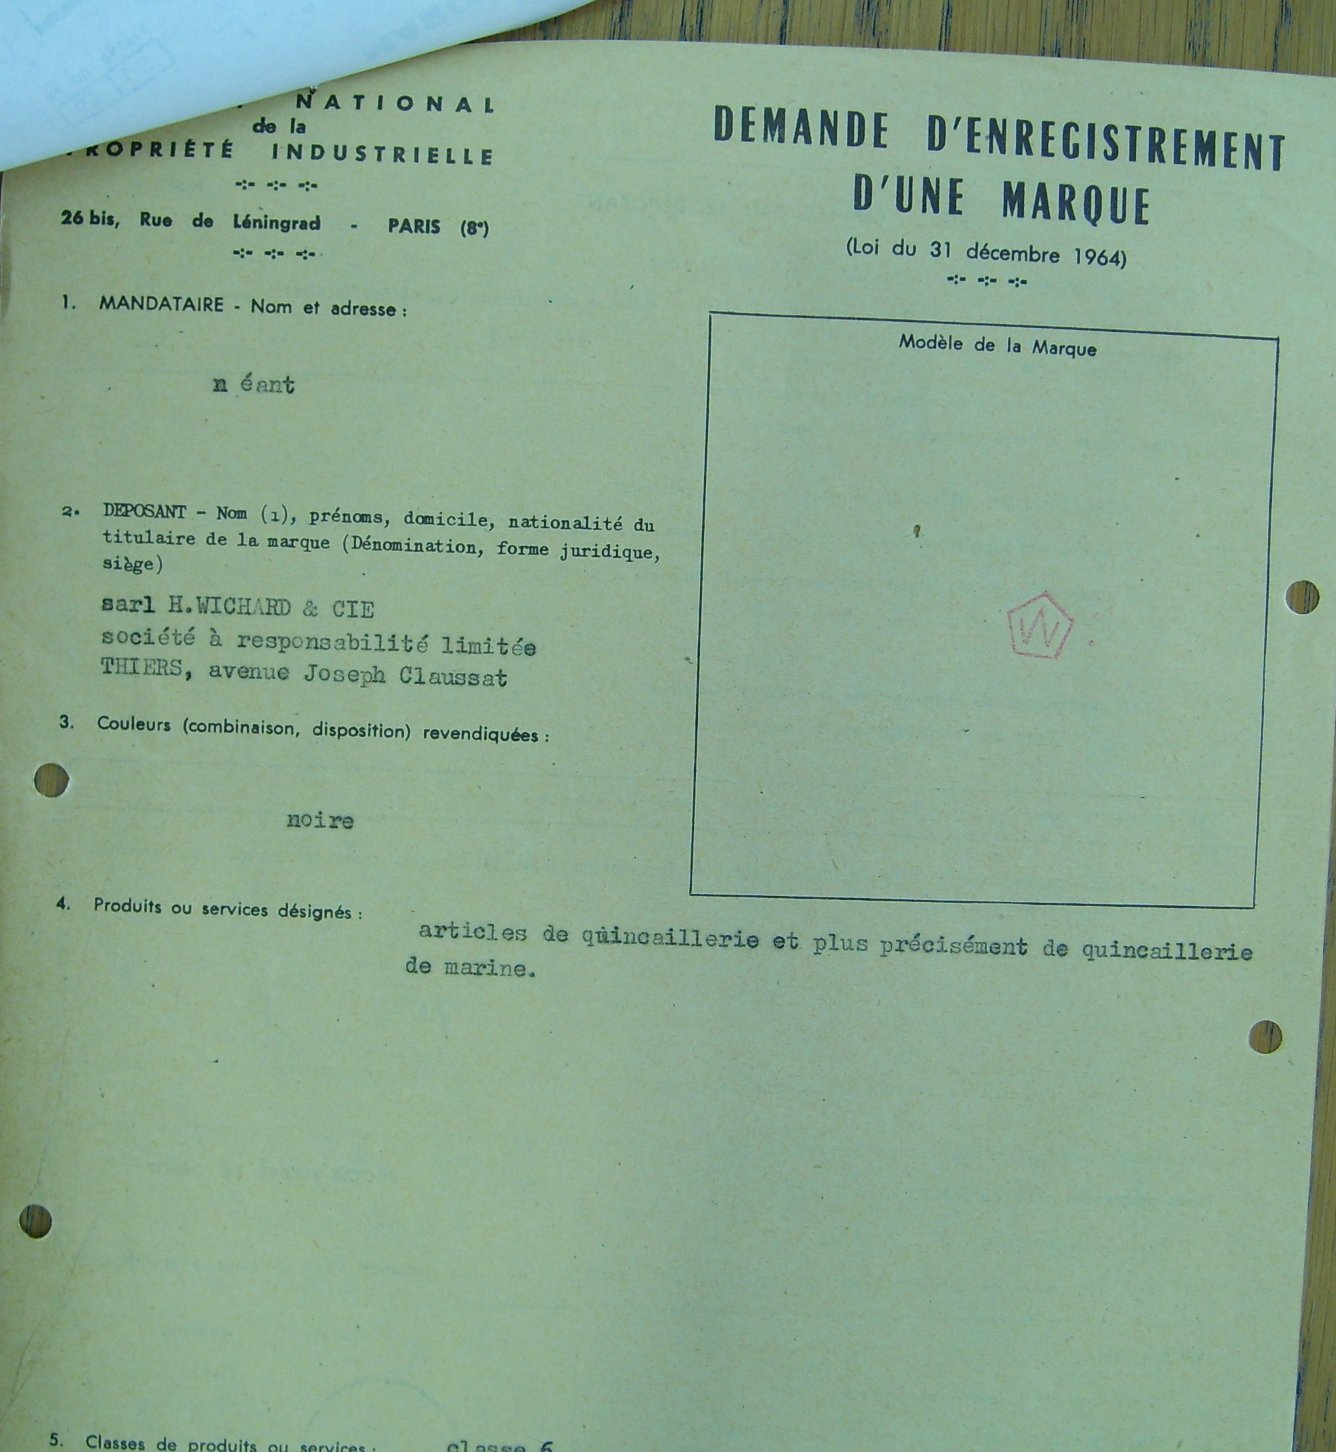 NATIONAL
de la
PROPRIÉTÉ INDUSTRIELLE
-:- -:- -:-
26 bis, Rue de Léningrad - PARIS (8e)
-:- -:- -:-
DEMANDE D'ENREGISTREMENT
D'UNE MARQUE
(Loi du 31 décembre 1964)
-:- -:- -:-
1. MANDATAIRE - Nom et adresse :
n éant
Modèle de la Marque
W
2. DEPOSANT - Nom (1), prénoms, domicile, nationalité du
titulaire de la marque (Dénomination, forme juridique,
siège)
sarl H.WICHARD & CIE
société à responsabilité limitée
THIERS, avenue Joseph Claussat
3. Couleurs (combinaison, disposition) revendiquées :
noire
4. Produits ou services désignés :
articles de quincaillerie et plus précisément de quincaillerie
de marine.
5. Classes de produits ou services : classe 6